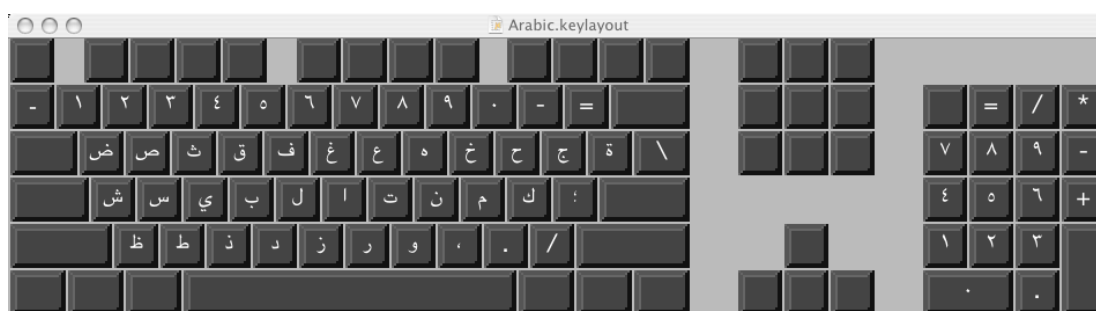 Arabic.keylayout
- ١ ٢ ٣ ٤ ٥ ٦ ٧ ٨ ٩ ٠ - = = / *
ض ص ث ق ف غ ع ه خ ح ج ة \ ٧ ٨ ٩ -
ش س ي ب ل ا ت ن م ك ؛ ٤ ٥ ٦ +
ظ ط ذ د ز ر و ، . / ١ ٢ ٣
٠ .